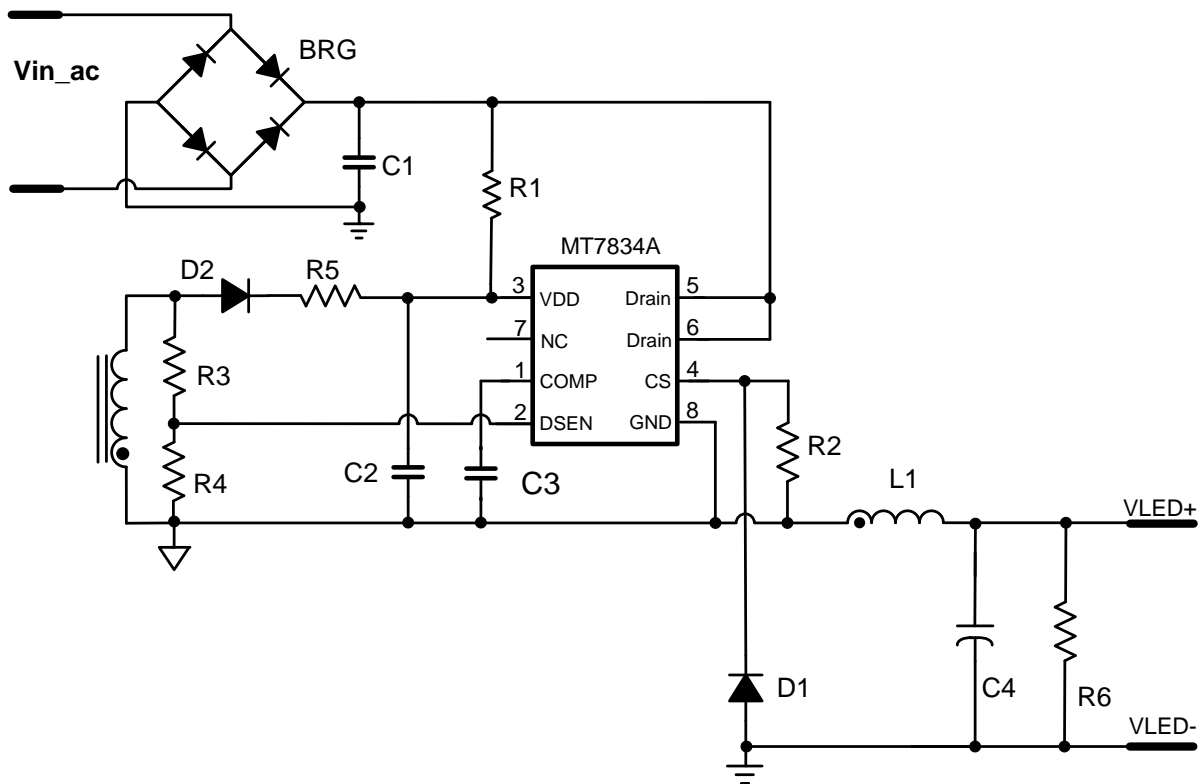 BRG
Vin_ac
C1
R1
MT7834A
D2
R5
3 VDD Drain 5
7 NC Drain 6
R3
1 COMP CS 4
2 DSEN GND 8
R2
R4
C2
C3
L1
VLED+
D1
C4
R6
VLED-